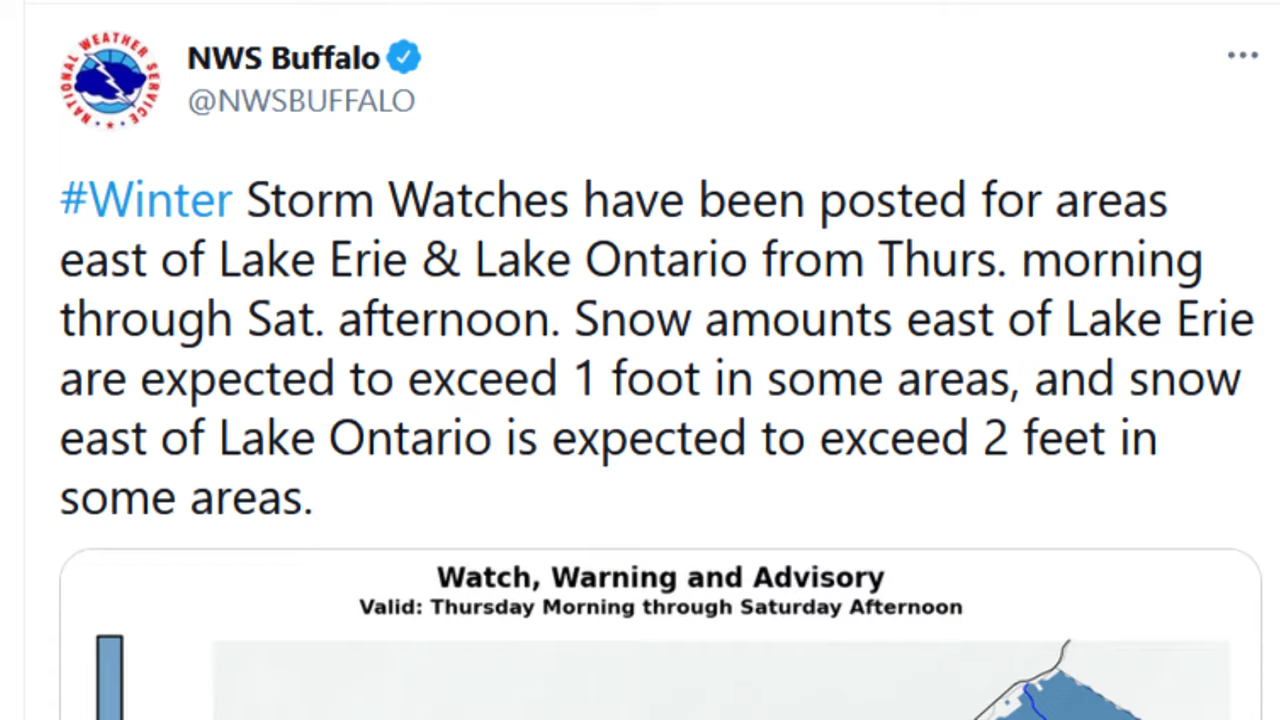 NATIONAL WEATHER SERVICE
NWS Buffalo
@NWSBUFFALO
#Winter Storm Watches have been posted for areas
east of Lake Erie & Lake Ontario from Thurs. morning
through Sat. afternoon. Snow amounts east of Lake Erie
are expected to exceed 1 foot in some areas, and snow
east of Lake Ontario is expected to exceed 2 feet in
some areas.
Watch, Warning and Advisory
Valid: Thursday Morning through Saturday Afternoon